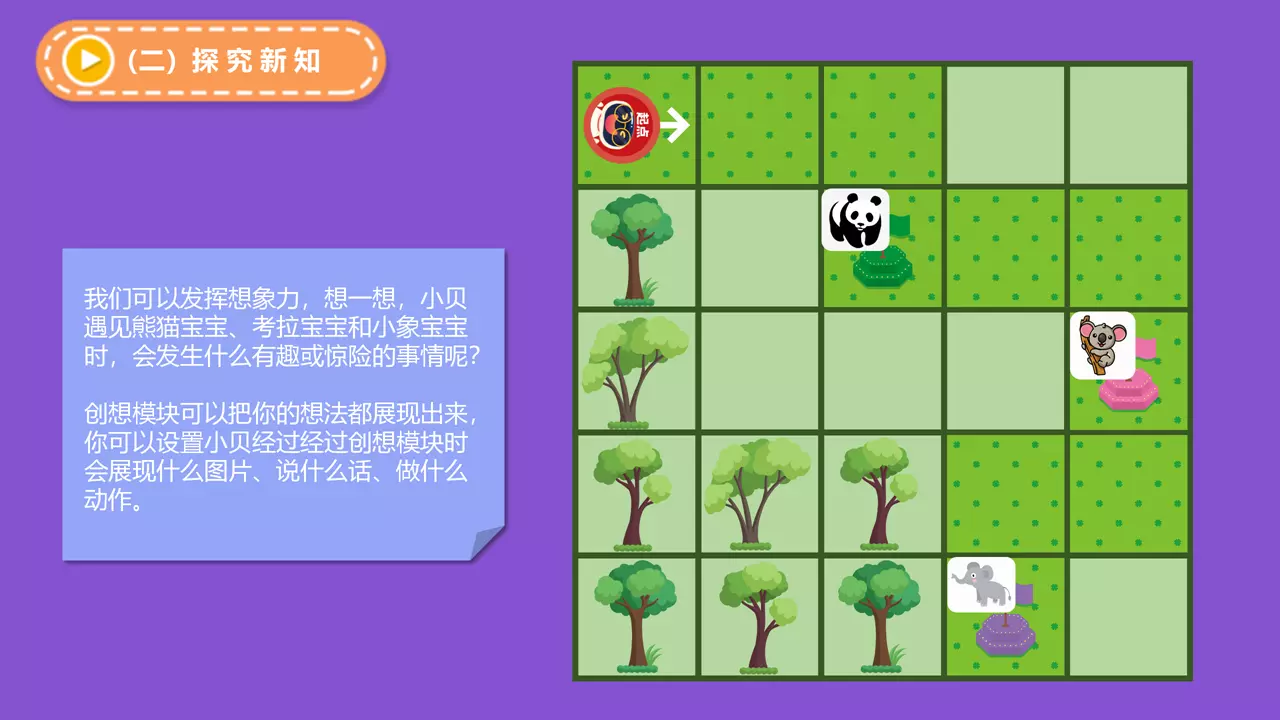 (二) 探究新知
起点
我们可以发挥想象力，想一想，小贝
遇见熊猫宝宝、考拉宝宝和小象宝宝
时，会发生什么有趣或惊险的事情呢？
创想模块可以把你的想法都展现出来，
你可以设置小贝经过经过创想模块时
会展现什么图片、说什么话、做什么
动作。